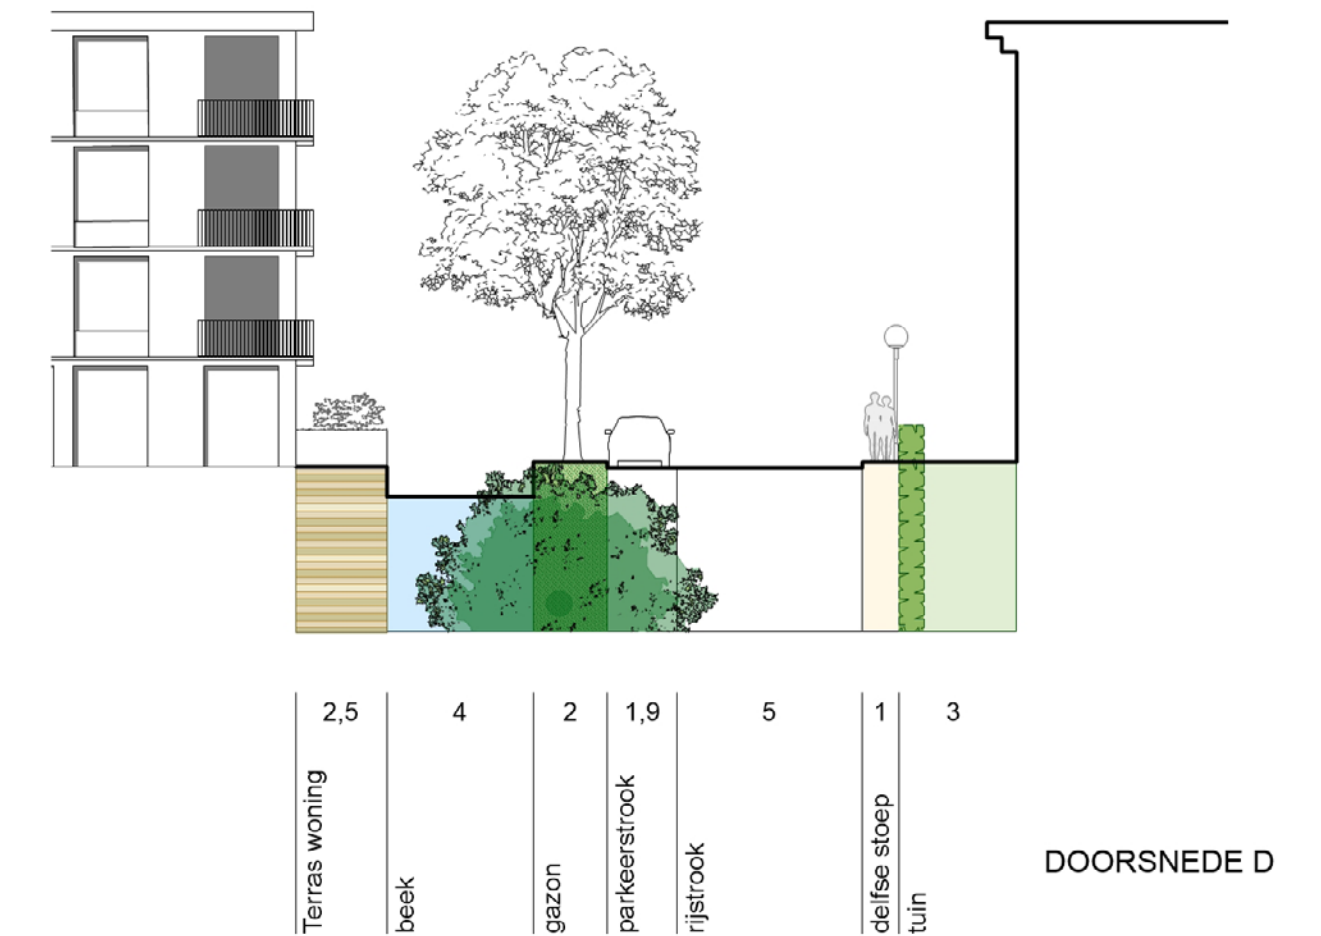 2,5
4
2
1,9
5
1
3
Terras woning
beek
gazon
parkeerstrook
rijstrook
delfse stoep
tuin
DOORSNEDE D